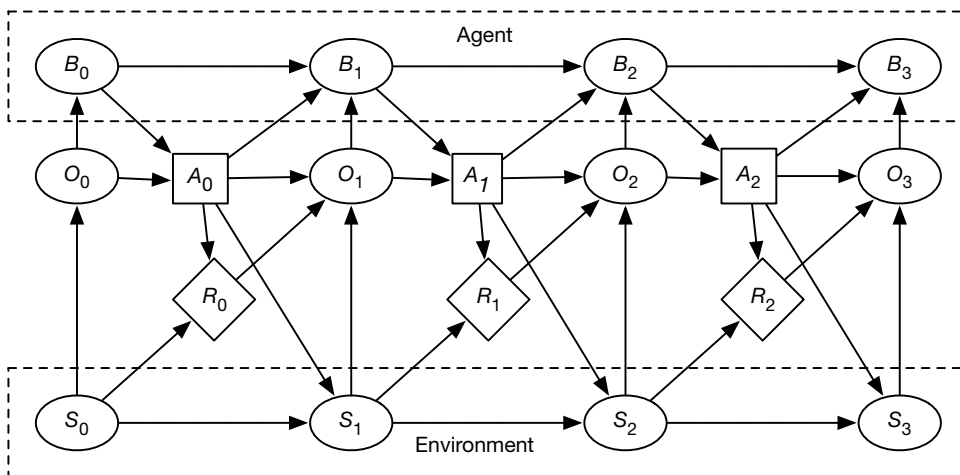 Agent
B0 B1 B2 B3
O0 A0 O1 A1 O2 A2 O3
R0 R1 R2
S0 S1 S2 S3
Environment